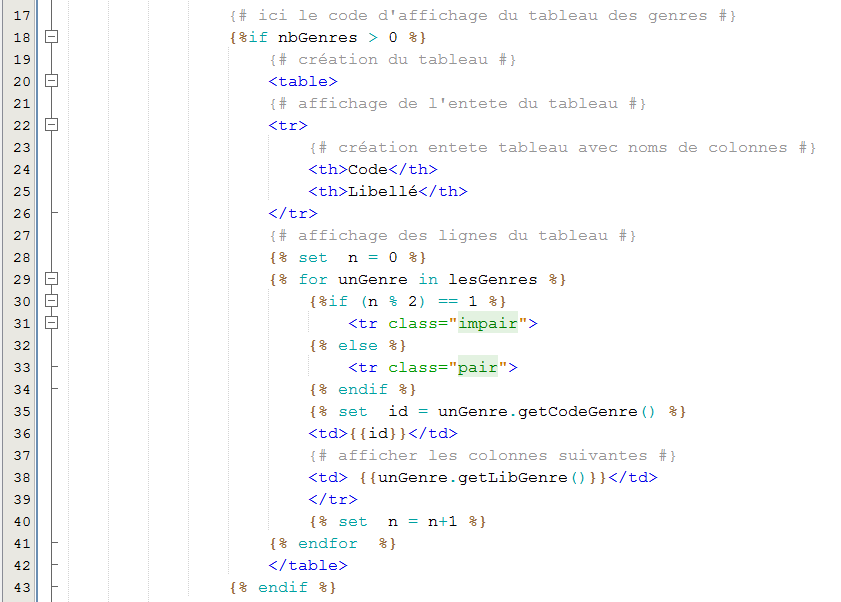 17 {# ici le code d'affichage du tableau des genres #}
18 {%if nbGenres > 0 %}
19 {# création du tableau #}
20 <table>
21 {# affichage de l'entete du tableau #}
22 <tr>
23 {# création entete tableau avec noms de colonnes #}
24 <th>Code</th>
25 <th>Libellé</th>
26 </tr>
27 {# affichage des lignes du tableau #}
28 {% set  n = 0 %}
29 {% for unGenre in lesGenres %}
30 {%if (n % 2) == 1 %}
31 <tr class="impair">
32 {% else %}
33 <tr class="pair">
34 {% endif %}
35 {% set  id = unGenre.getCodeGenre() %}
36 <td>{{id}}</td>
37 {# afficher les colonnes suivantes #}
38 <td> {{unGenre.getLibGenre()}}</td>
39 </tr>
40 {% set  n = n+1 %}
41 {% endfor  %}
42 </table>
43 {% endif %}